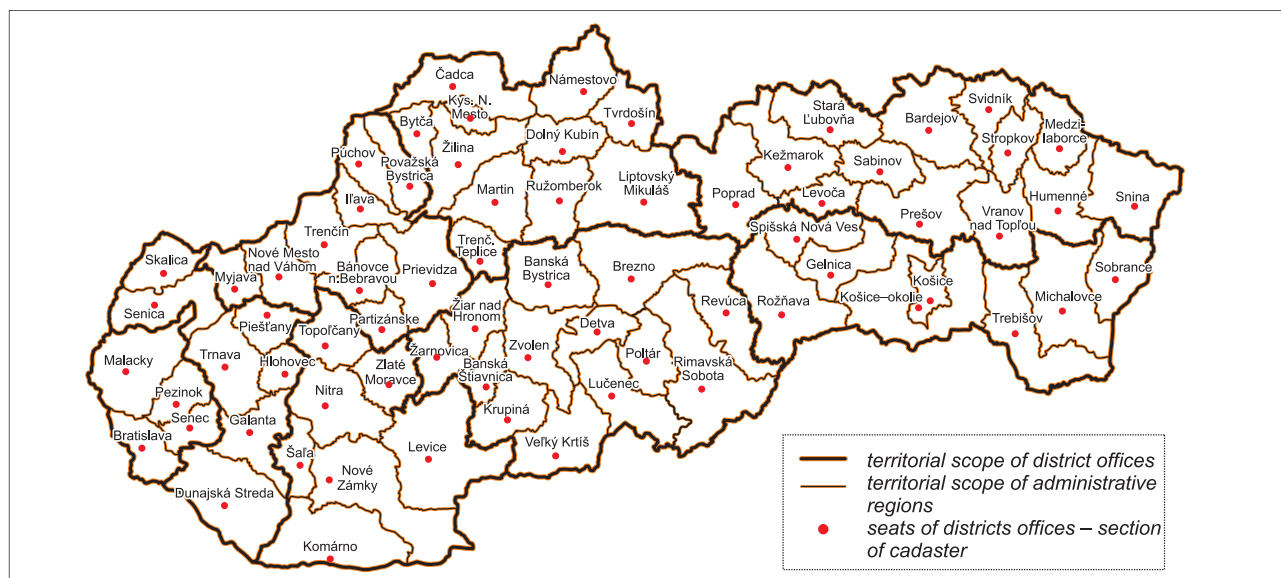 Čadca
Námestovo
Kýs. N.
Mesto
Tvrdošín
Bytča
Dolný Kubín
Žilina
Púchov
Považská
Bystrica
Martin
Ružomberok
Liptovský
Mikuláš
Iľava
Stará
Ľubovňa
Bardejov
Svidník
Stropkov
Medzi-
laborce
Kežmarok
Sabinov
Poprad
Levoča
Prešov
Vranov
nad Topľou
Humenné
Snina
Spišská Nová Ves
Gelnica
Košice
Košice–okolie
Rožňava
Trebišov
Michalovce
Sobrance
Trenčín
Trenč.
Teplice
Skalica
Nové Mesto
nad Váhom
Bánovce
n.Bebravou
Prievidza
Banská
Bystrica
Brezno
Myjava
Senica
Piešťany
Topoľčany
Partizánske
Žiar nad
Hronom
Revúca
Detva
Malacky
Trnava
Hlohovec
Zlaté
Moravce
Žarnovica
Zvolen
Poltár
Rimavská
Sobota
Banská
Štiavnica
Lučenec
Pezinok
Senec
Nitra
Krupiná
Bratislava
Galanta
Levice
Veľký Krtíš
Šaľa
Nové
Zámky
Dunajská Streda
Komárno
territorial scope of district offices
territorial scope of administrative
regions
seats of districts offices – section
of cadaster